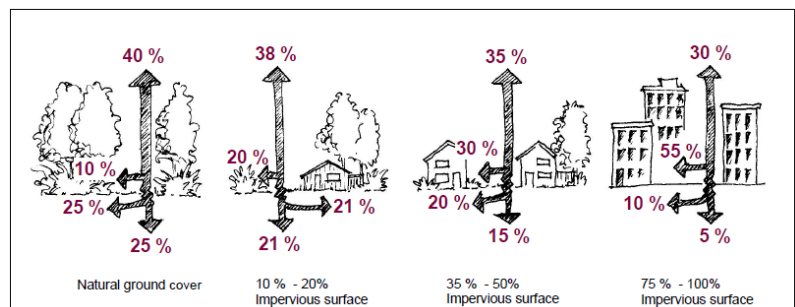 40 %
10 %
25 %
25 %
Natural ground cover
38 %
20 %
21 %
21 %
10 % - 20%
Impervious surface
35 %
30 %
20 %
15 %
35 % - 50%
Impervious surface
30 %
55 %
10 %
5 %
75 % - 100%
Impervious surface